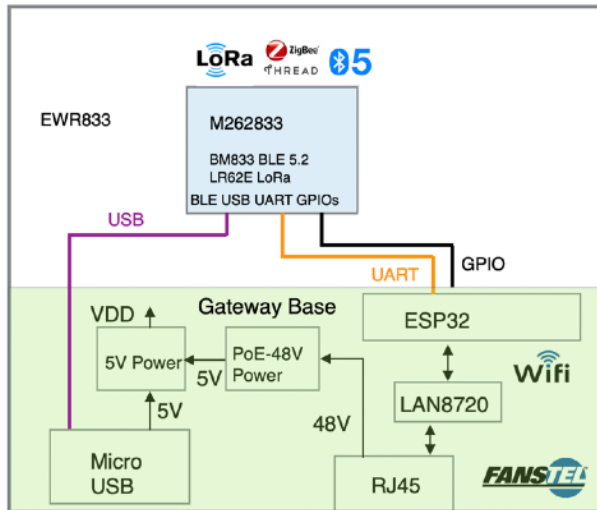 LoRa
ZigBee
THREAD
5
EWR833
M262833
BM833 BLE 5.2
LR62E LoRa
BLE USB UART GPIOs
USB
UART
GPIO
Gateway Base
VDD
ESP32
5V Power
5V
PoE-48V
Power
Wifi
LAN8720
5V
48V
Micro
USB
RJ45
FANSTEL